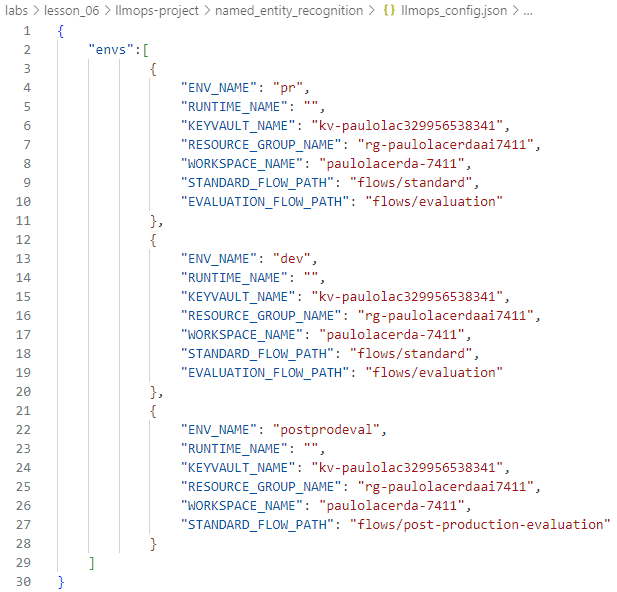 labs > lesson_06 > llmops-project > named_entity_recognition > {} llmops_config.json > ...
1 {
2 "envs":[
3 {
4 "ENV_NAME": "pr",
5 "RUNTIME_NAME": "",
6 "KEYVAULT_NAME": "kv-paulolac329956538341",
7 "RESOURCE_GROUP_NAME": "rg-paulolacerdaai7411",
8 "WORKSPACE_NAME": "paulolacerda-7411",
9 "STANDARD_FLOW_PATH": "flows/standard",
10 "EVALUATION_FLOW_PATH": "flows/evaluation"
11 },
12 {
13 "ENV_NAME": "dev",
14 "RUNTIME_NAME": "",
15 "KEYVAULT_NAME": "kv-paulolac329956538341",
16 "RESOURCE_GROUP_NAME": "rg-paulolacerdaai7411",
17 "WORKSPACE_NAME": "paulolacerda-7411",
18 "STANDARD_FLOW_PATH": "flows/standard",
19 "EVALUATION_FLOW_PATH": "flows/evaluation"
20 },
21 {
22 "ENV_NAME": "postprodeval",
23 "RUNTIME_NAME": "",
24 "KEYVAULT_NAME": "kv-paulolac329956538341",
25 "RESOURCE_GROUP_NAME": "rg-paulolacerdaai7411",
26 "WORKSPACE_NAME": "paulolacerda-7411",
27 "STANDARD_FLOW_PATH": "flows/post-production-evaluation"
28 }
29 ]
30 }